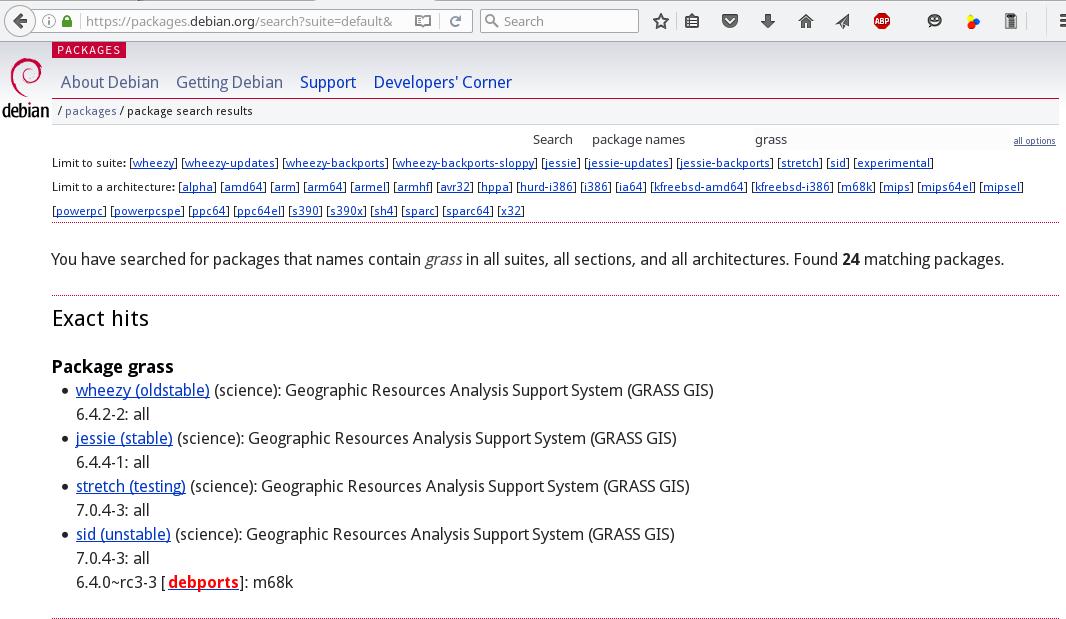 https://packages.debian.org/search?suite=default&
Search
ABP
PACKAGES
debian
About Debian Getting Debian Support Developers' Corner
/ packages / package search results
Search package names grass all options
Limit to suite: [wheezy] [wheezy-updates] [wheezy-backports] [wheezy-backports-sloppy] [jessie] [jessie-updates] [jessie-backports] [stretch] [sid] [experimental]
Limit to a architecture: [alpha] [amd64] [arm] [arm64] [armel] [armhf] [avr32] [hppa] [hurd-i386] [i386] [ia64] [kfreebsd-amd64] [kfreebsd-i386] [m68k] [mips] [mips64el] [mipsel]
[powerpc] [powerpcspe] [ppc64] [ppc64el] [s390] [s390x] [sh4] [sparc] [sparc64] [x32]
You have searched for packages that names contain grass in all suites, all sections, and all architectures. Found 24 matching packages.
Exact hits
Package grass
• wheezy (oldstable) (science): Geographic Resources Analysis Support System (GRASS GIS)
6.4.2-2: all
• jessie (stable) (science): Geographic Resources Analysis Support System (GRASS GIS)
6.4.4-1: all
• stretch (testing) (science): Geographic Resources Analysis Support System (GRASS GIS)
7.0.4-3: all
• sid (unstable) (science): Geographic Resources Analysis Support System (GRASS GIS)
7.0.4-3: all
6.4.0~rc3-3 [ debports]: m68k